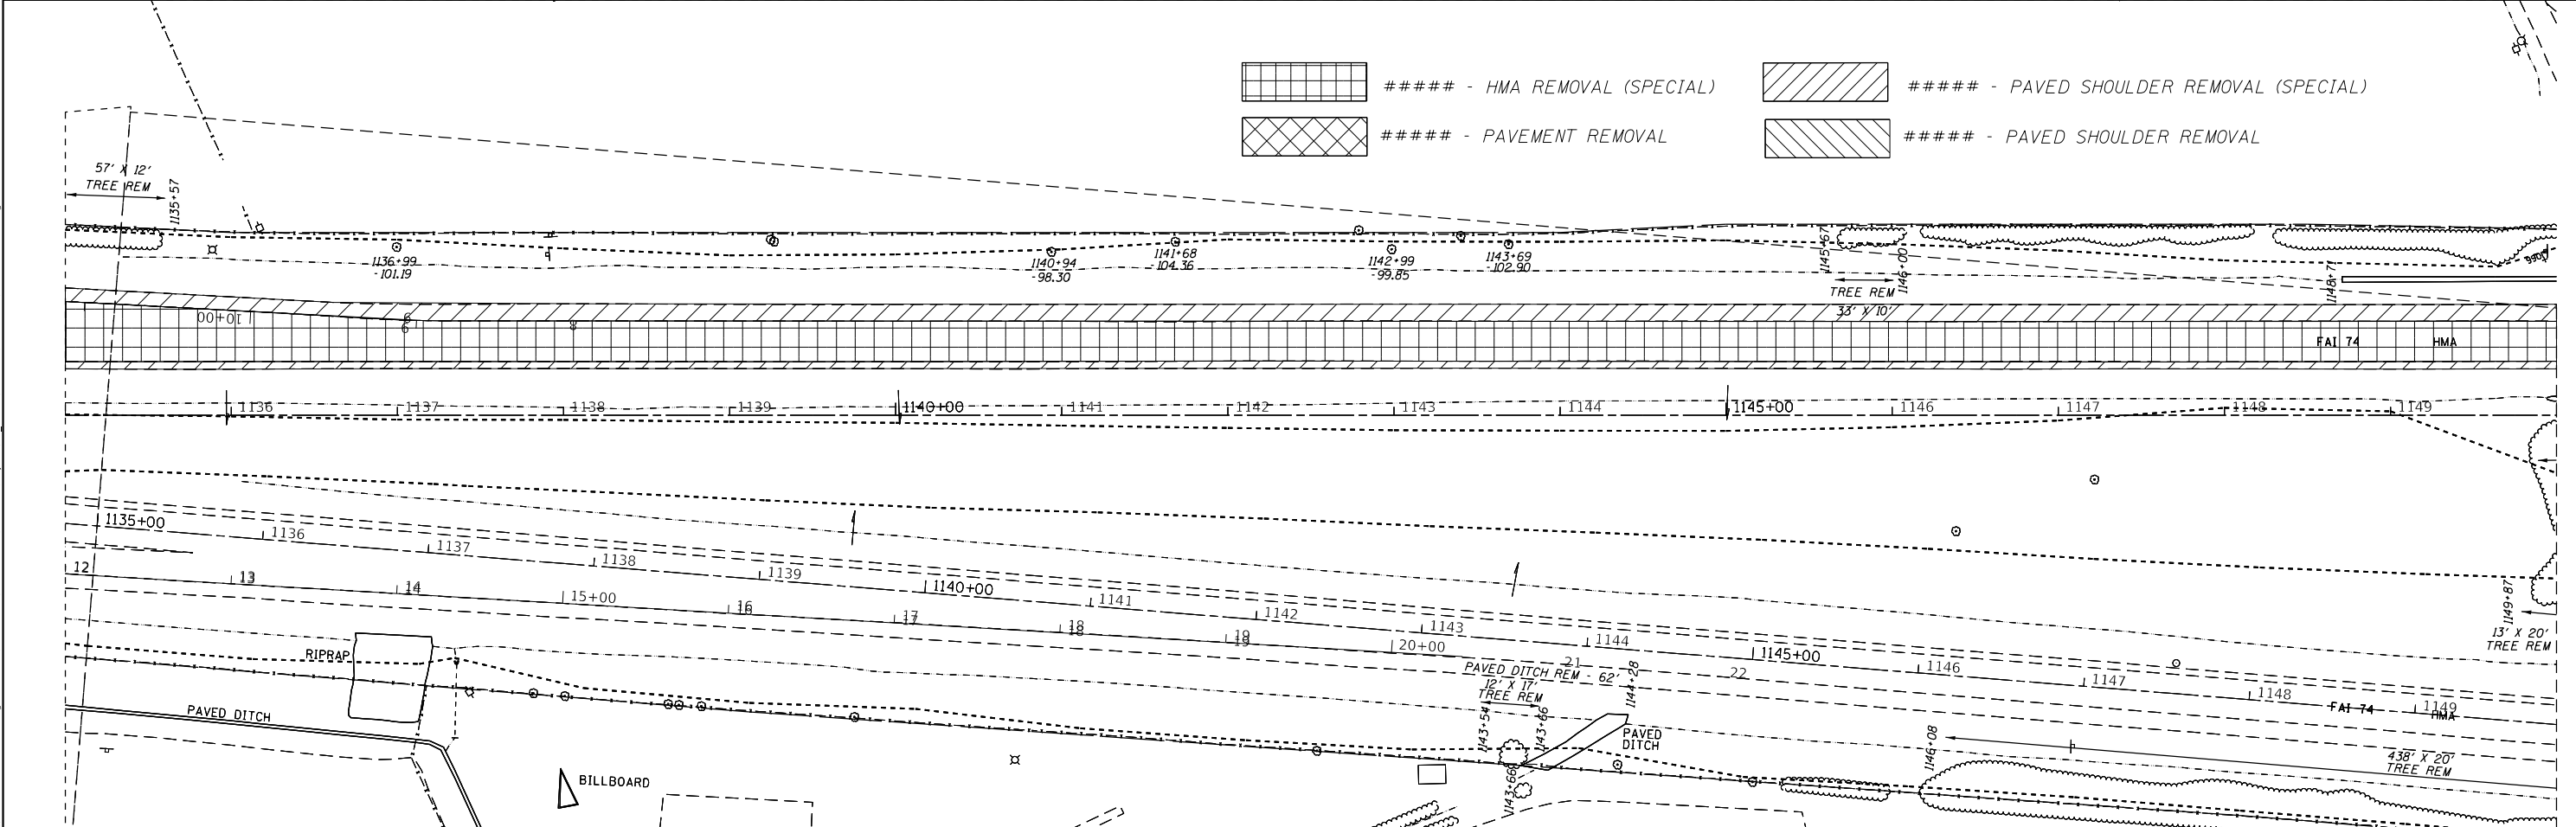 ##### - HMA REMOVAL (SPECIAL)
##### - PAVED SHOULDER REMOVAL (SPECIAL)
##### - PAVEMENT REMOVAL
##### - PAVED SHOULDER REMOVAL
57' X 12'
TREE REM
1135+57
1136+99
-101.19
1140+94
-98.30
1141+68
-104.36
1142+99
-99.85
1143+69
-102.90
1145+67
1146+00
TREE REM
33' X 10'
1148+71
10+00
9
9
8
FAI 74
HMA
1136
1137
1138
1139
1140+00
1141
1142
1143
1144
1145+00
1146
1147
1148
1149
1135+00
1136
1137
1138
1139
1140+00
1141
1142
1143
1144
1145+00
1146
1147
1148
1149
FAI 74
HMA
12
13
14
15+00
16
17
18
19
20+00
21
22
1149+87
13' X 20'
TREE REM
RIPRAP
PAVED DITCH
BILLBOARD
PAVED DITCH REM - 62'
12' X 17'
TREE REM
1144+28
1143+54
1143+66
1143+66
PAVED
DITCH
1146+08
438' X 20'
TREE REM